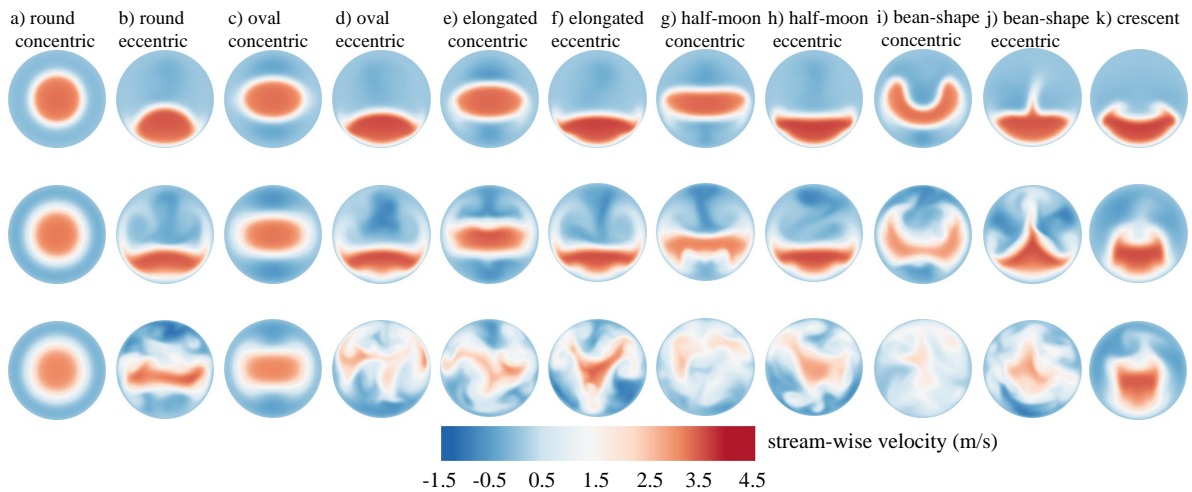 a) round concentric
b) round eccentric
c) oval concentric
d) oval eccentric
e) elongated concentric
f) elongated eccentric
g) half-moon concentric
h) half-moon eccentric
i) bean-shape concentric
j) bean-shape eccentric
k) crescent
stream-wise velocity (m/s)
-1.5 -0.5 0.5 1.5 2.5 3.5 4.5